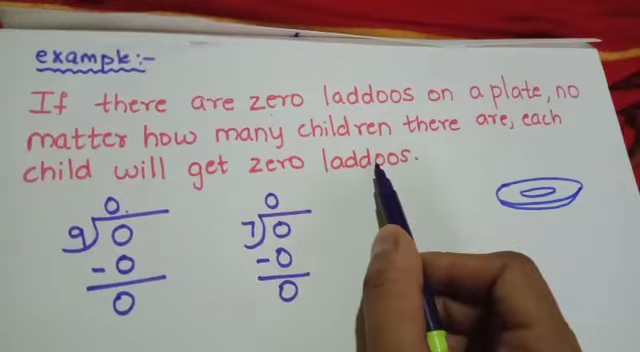 example:-
If there are zero laddoos on a plate, no
matter how many children there are, each
child will get zero laddoos.
0
9)0
-0
0
0
7)0
-0
0